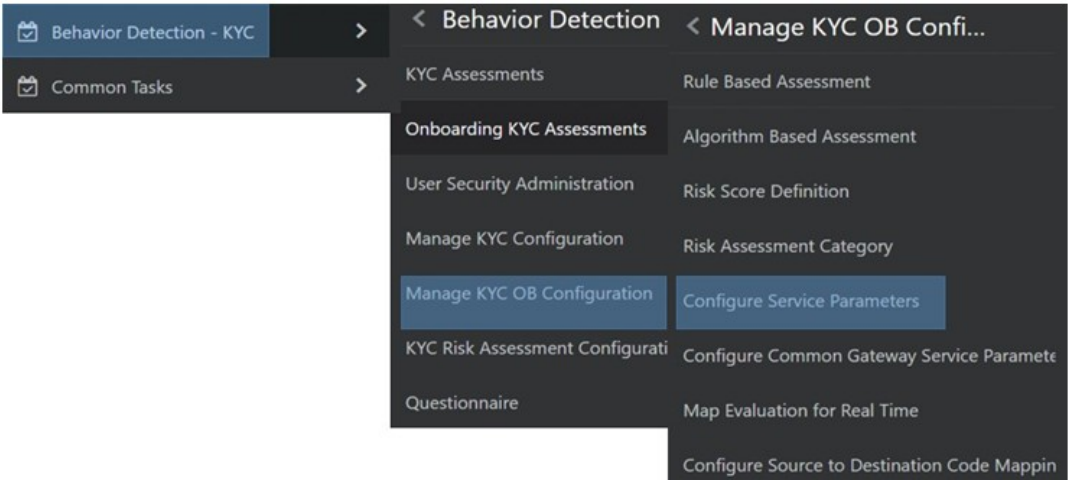 Behavior Detection - KYC
Common Tasks
Behavior Detection
KYC Assessments
Onboarding KYC Assessments
User Security Administration
Manage KYC Configuration
Manage KYC OB Configuration
KYC Risk Assessment Configurati
Questionnaire
Manage KYC OB Confi...
Rule Based Assessment
Algorithm Based Assessment
Risk Score Definition
Risk Assessment Category
Configure Service Parameters
Configure Common Gateway Service Paramete
Map Evaluation for Real Time
Configure Source to Destination Code Mappin